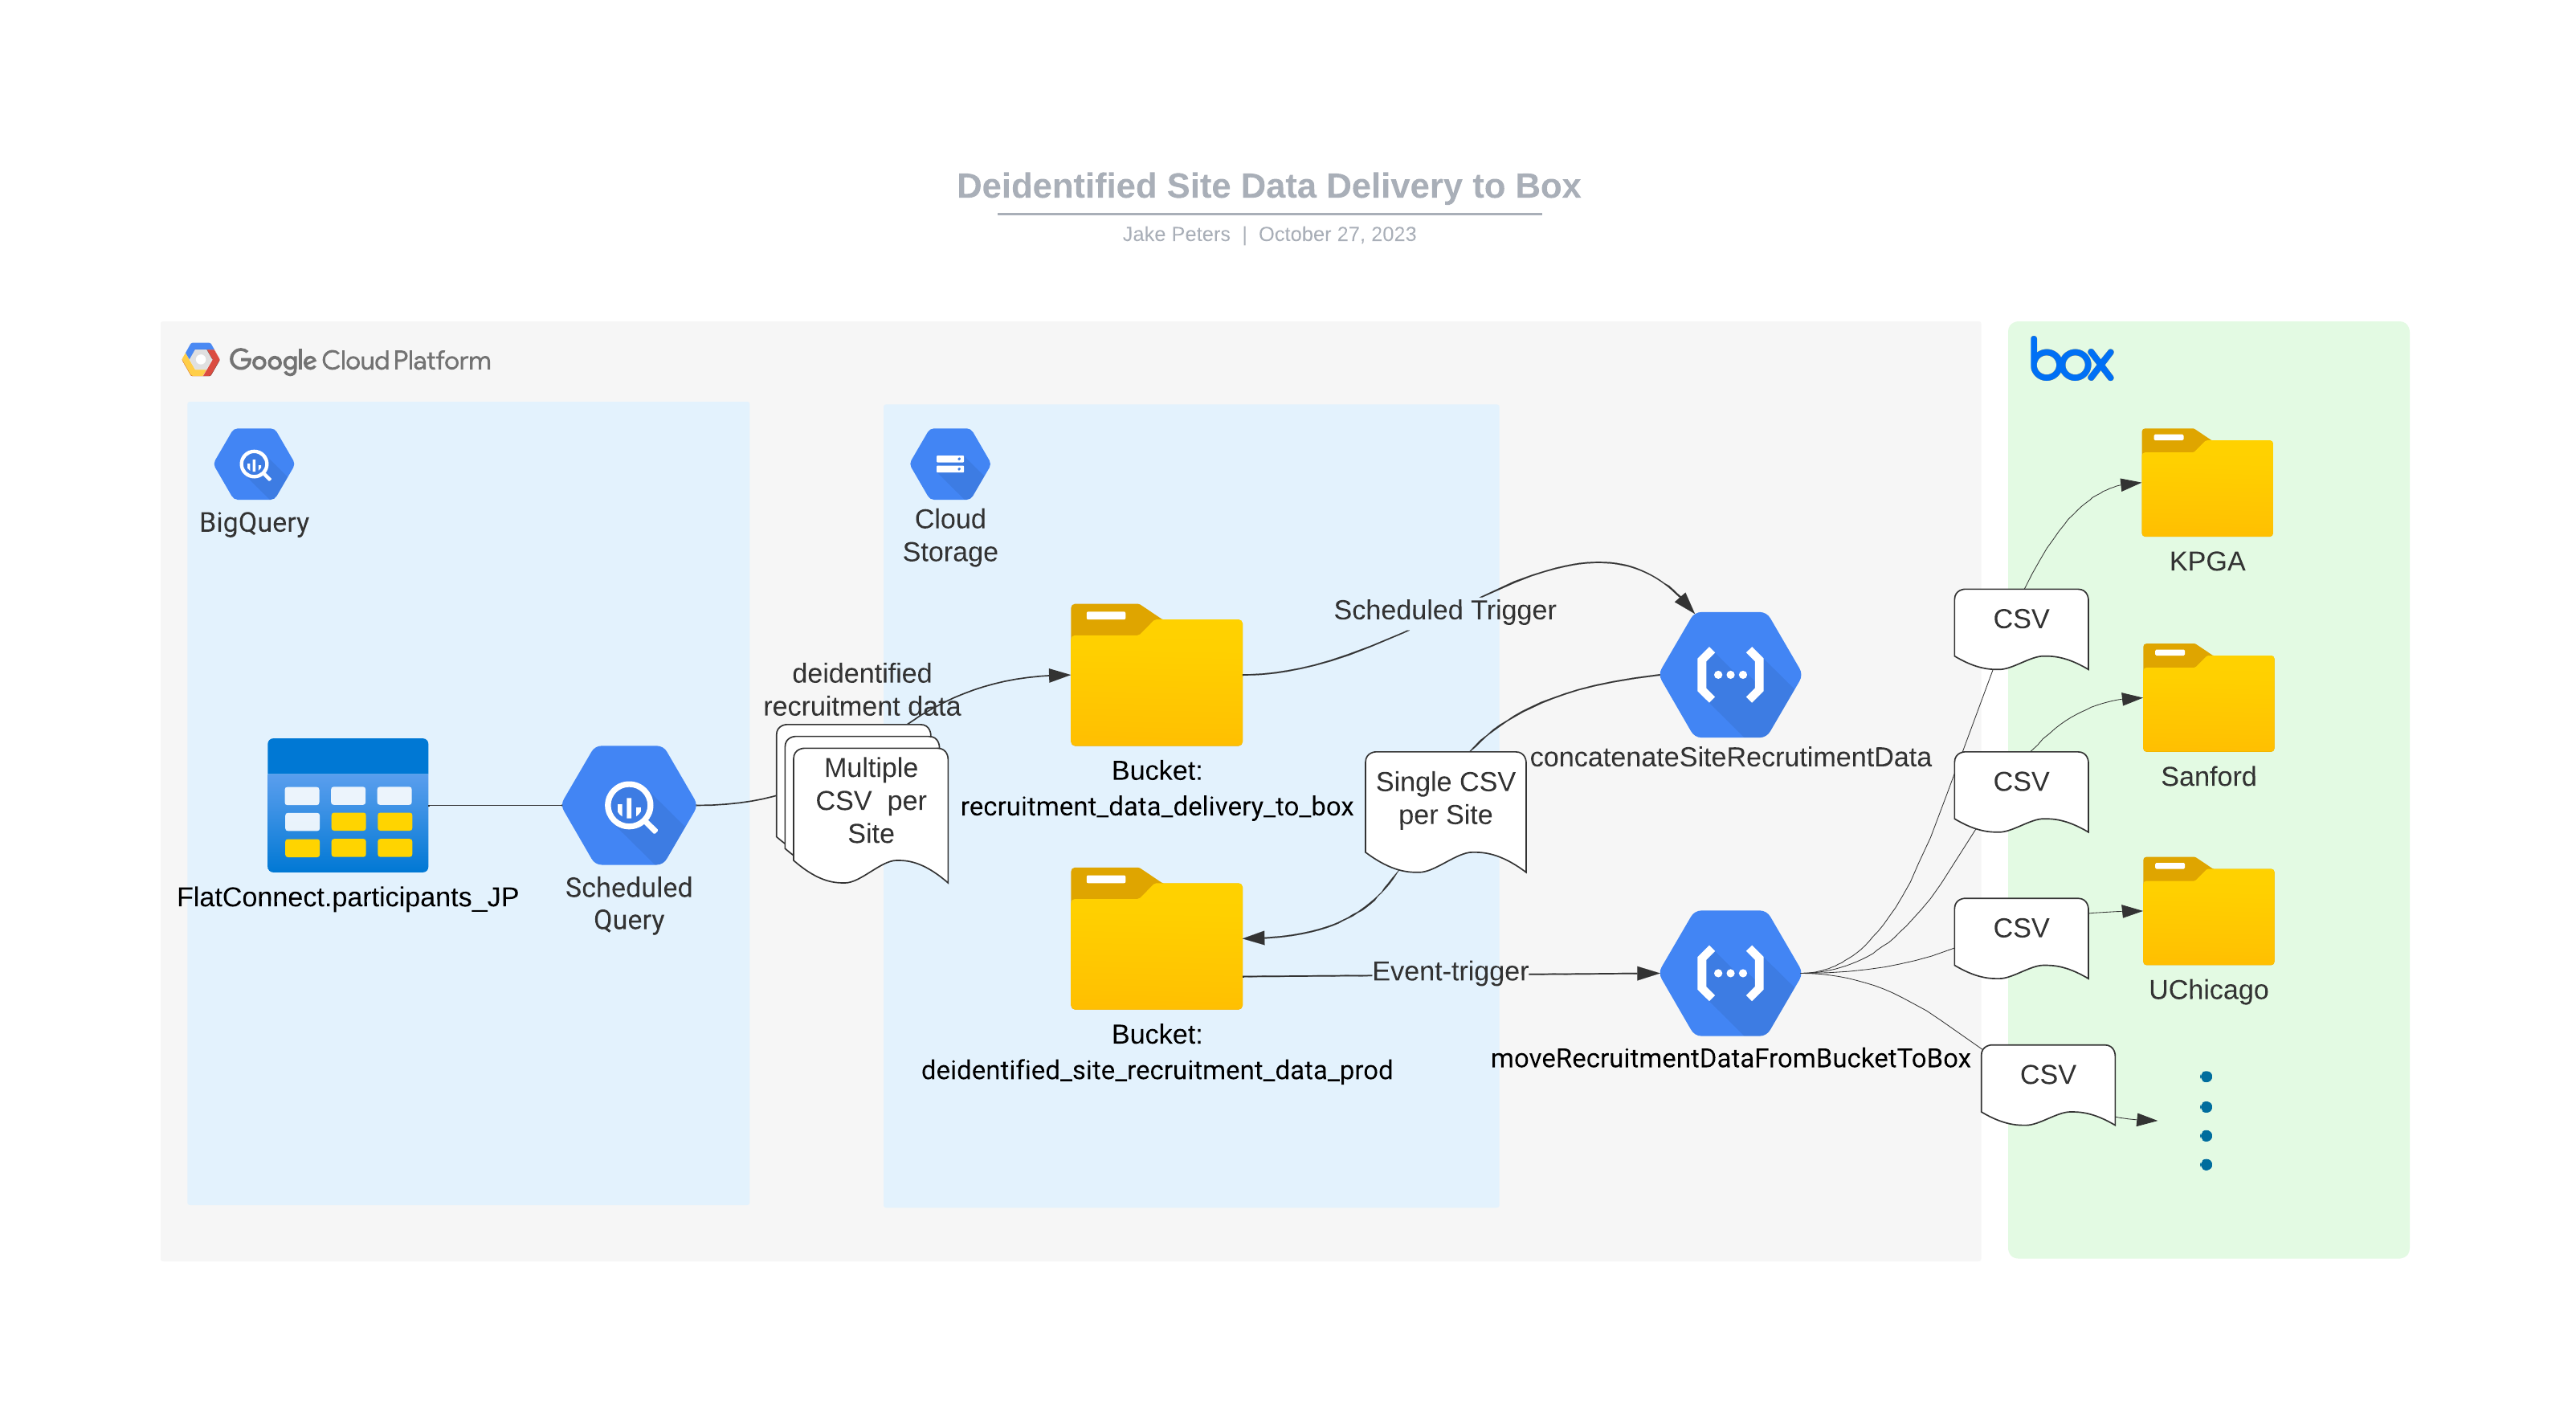 Deidentified Site Data Delivery to Box
Jake Peters | October 27, 2023
Google Cloud Platform
box
BigQuery
Cloud
Storage
KPGA
Scheduled Trigger
CSV
deidentified
recruitment data
Multiple
CSV per
Site
Bucket:
recruitment_data_delivery_to_box
Single CSV
per Site
concatenateSiteRecrutimentData
CSV
Sanford
FlatConnect.participants_JP
Scheduled
Query
CSV
UChicago
Event-trigger
Bucket:
deidentified_site_recruitment_data_prod
moveRecruitmentDataFromBucketToBox
CSV